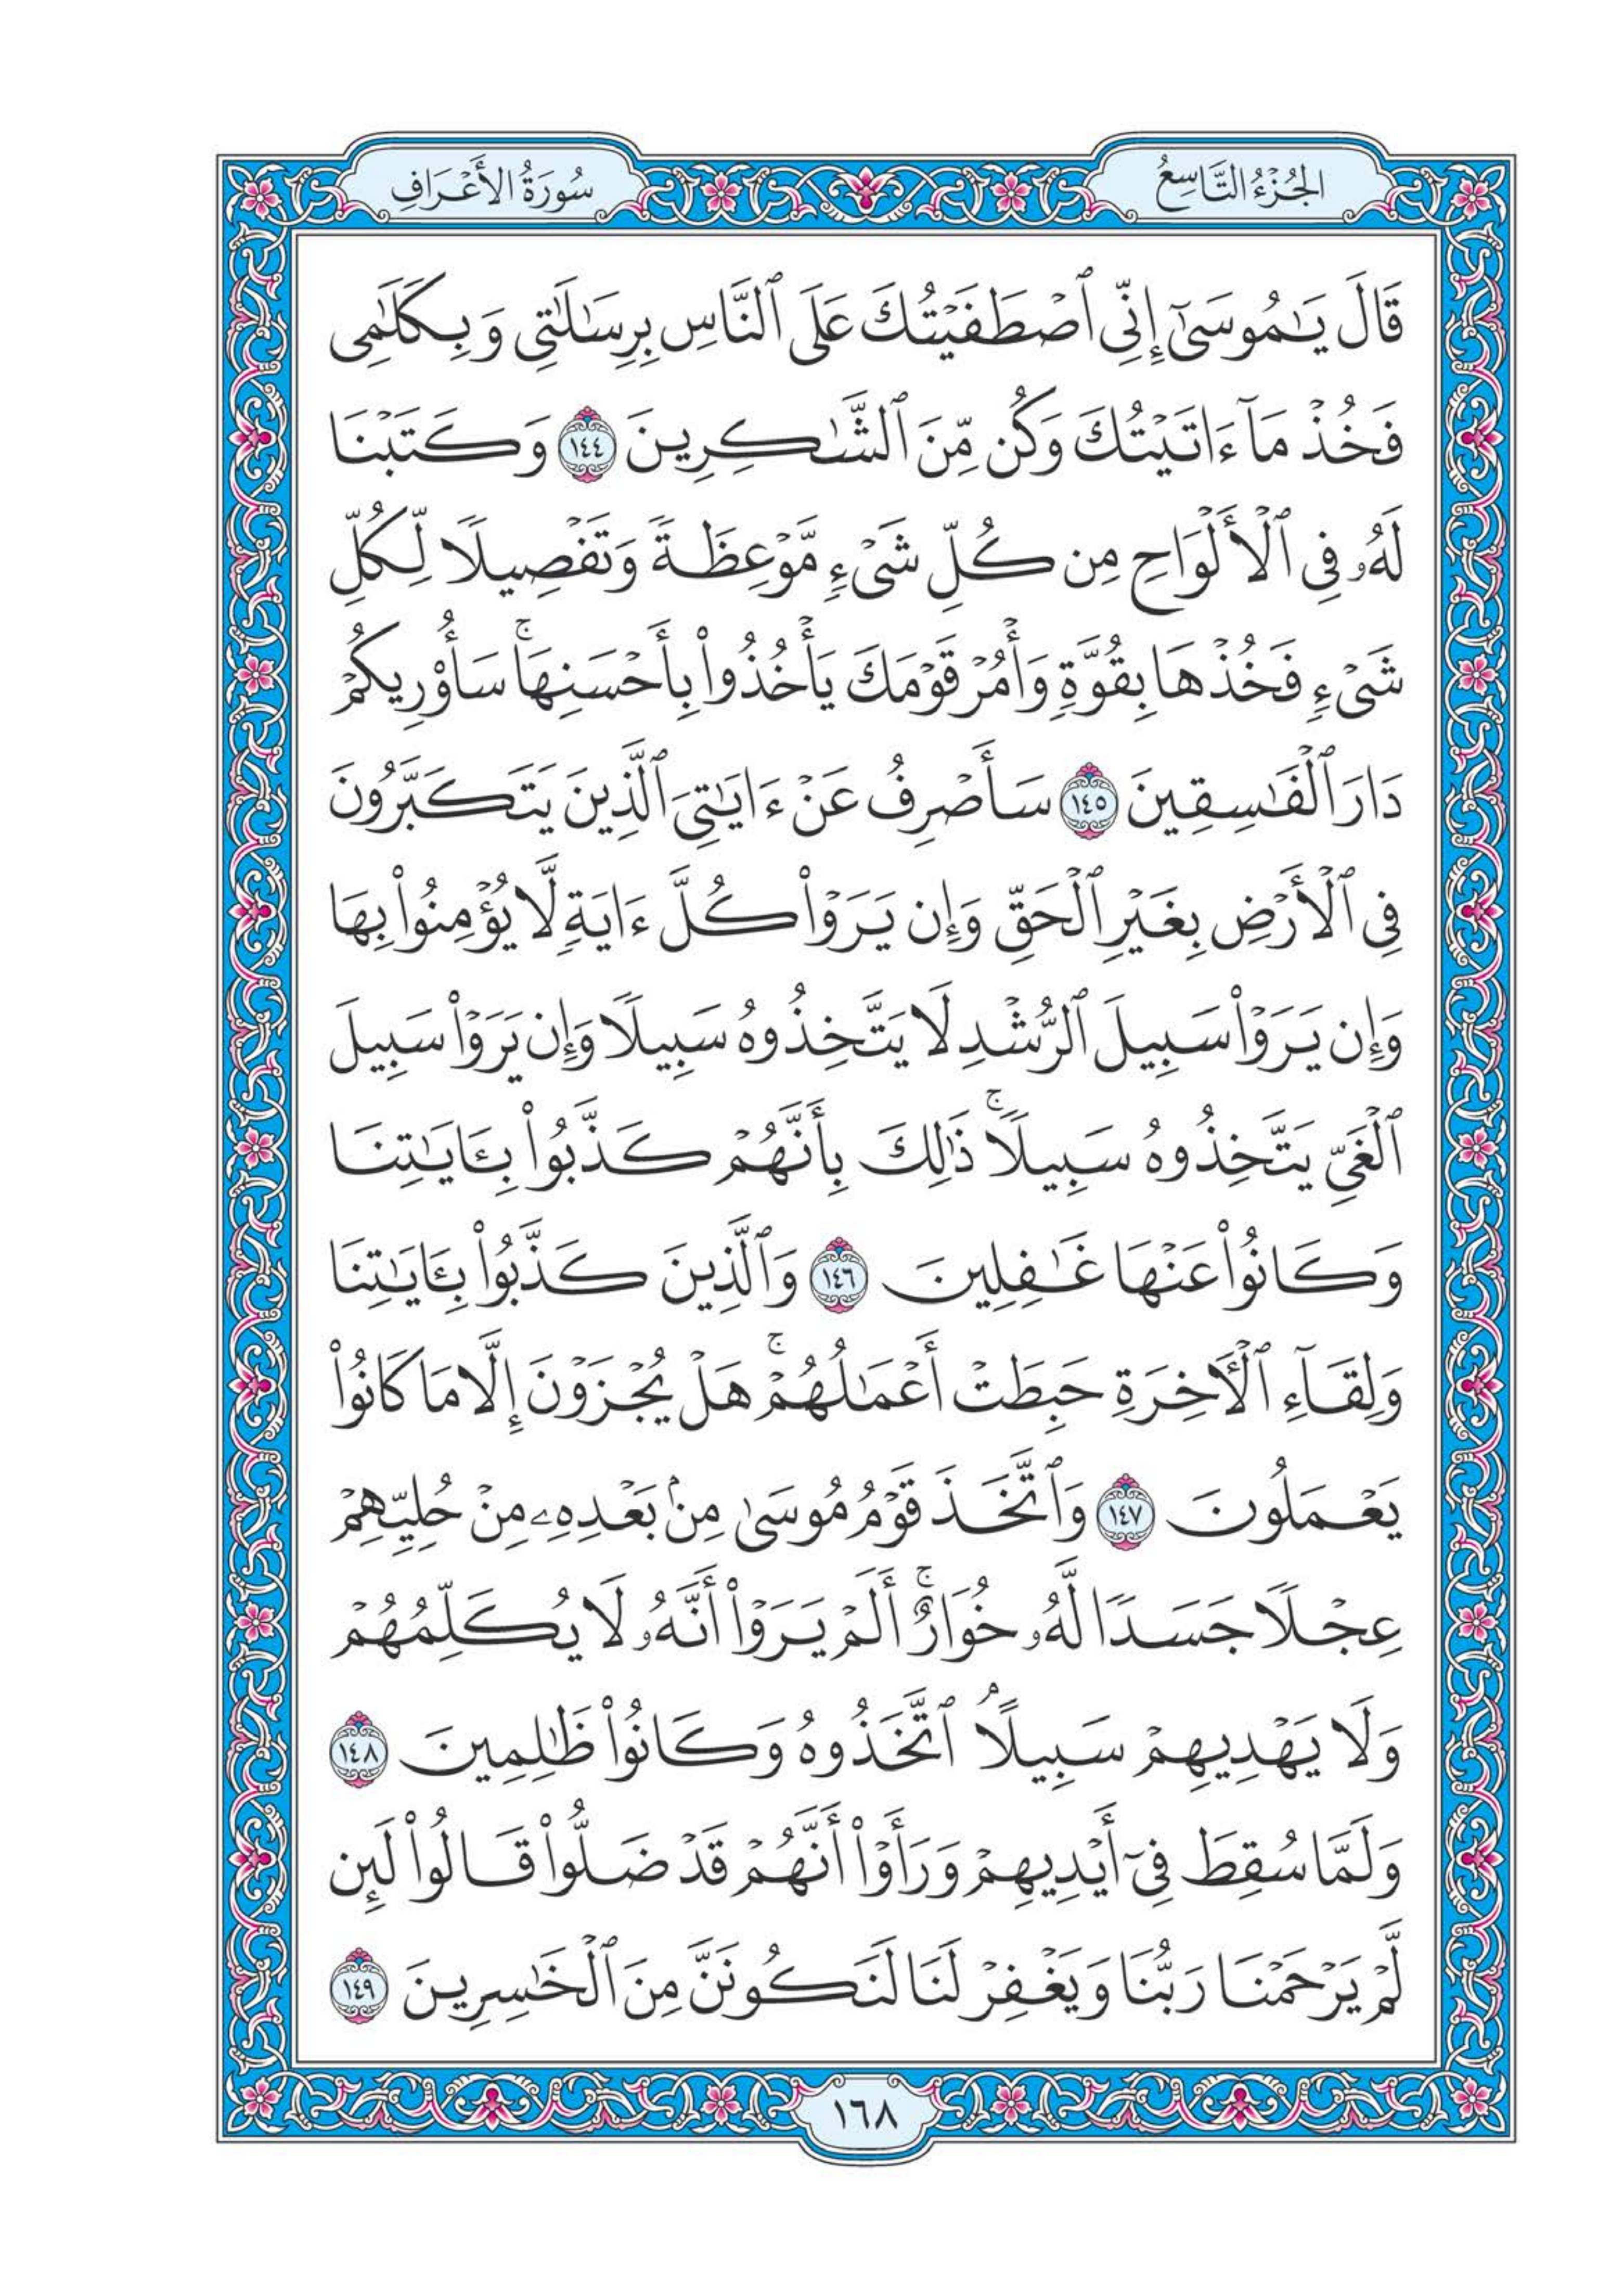 الجُزْءُ التَّاسِعُ
سُورَةُ الأَعْرَافِ
قَالَ يَٰمُوسَىٰٓ إِنِّي ٱصۡطَفَيۡتُكَ عَلَى ٱلنَّاسِ بِرِسَٰلَٰتِي وَبِكَلَٰمِي
فَخُذۡ مَآ ءَاتَيۡتُكَ وَكُن مِّنَ ٱلشَّٰكِرِينَ ١٤٤ وَكَتَبۡنَا
لَهُۥ فِي ٱلۡأَلۡوَاحِ مِن كُلِّ شَيۡءٖ مَّوۡعِظَةٗ وَتَفۡصِيلٗا لِّكُلِّ
شَيۡءٖ فَخُذۡهَا بِقُوَّةٖ وَأۡمُرۡ قَوۡمَكَ يَأۡخُذُواْ بِأَحۡسَنِهَاۚ سَأُوْرِيكُمۡ
دَارَ ٱلۡفَٰسِقِينَ ١٤٥ سَأَصۡرِفُ عَنۡ ءَايَٰتِيَ ٱلَّذِينَ يَتَكَبَّرُونَ
فِي ٱلۡأَرۡضِ بِغَيۡرِ ٱلۡحَقِّ وَإِن يَرَوۡاْ كُلَّ ءَايَةٖ لَّا يُؤۡمِنُواْ بِهَا
وَإِن يَرَوۡاْ سَبِيلَ ٱلرُّشۡدِ لَا يَتَّخِذُوهُ سَبِيلٗا وَإِن يَرَوۡاْ سَبِيلَ
ٱلۡغَيِّ يَتَّخِذُوهُ سَبِيلٗاۚ ذَٰلِكَ بِأَنَّهُمۡ كَذَّبُواْ بِـَٔايَٰتِنَا
وَكَانُواْ عَنۡهَا غَٰفِلِينَ ١٤٦ وَٱلَّذِينَ كَذَّبُواْ بِـَٔايَٰتِنَا
وَلِقَآءِ ٱلۡأٓخِرَةِ حَبِطَتۡ أَعۡمَٰلُهُمۡۚ هَلۡ يُجۡزَوۡنَ إِلَّا مَا كَانُواْ
يَعۡمَلُونَ ١٤٧ وَٱتَّخَذَ قَوۡمُ مُوسَىٰ مِنۢ بَعۡدِهِۦ مِنۡ حُلِيِّهِمۡ
عِجۡلٗا جَسَدٗا لَّهُۥ خُوَارٌۚ أَلَمۡ يَرَوۡاْ أَنَّهُۥ لَا يُكَلِّمُهُمۡ
وَلَا يَهۡدِيهِمۡ سَبِيلًاۘ ٱتَّخَذُوهُ وَكَانُواْ ظَٰلِمِينَ ١٤٨
وَلَمَّا سُقِطَ فِيٓ أَيۡدِيهِمۡ وَرَأَوۡاْ أَنَّهُمۡ قَدۡ ضَلُّواْ قَالُواْ لَئِن
لَّمۡ يَرۡحَمۡنَا رَبُّنَا وَيَغۡفِرۡ لَنَا لَنَكُونَنَّ مِنَ ٱلۡخَٰسِرِينَ ١٤٩
١٦٨